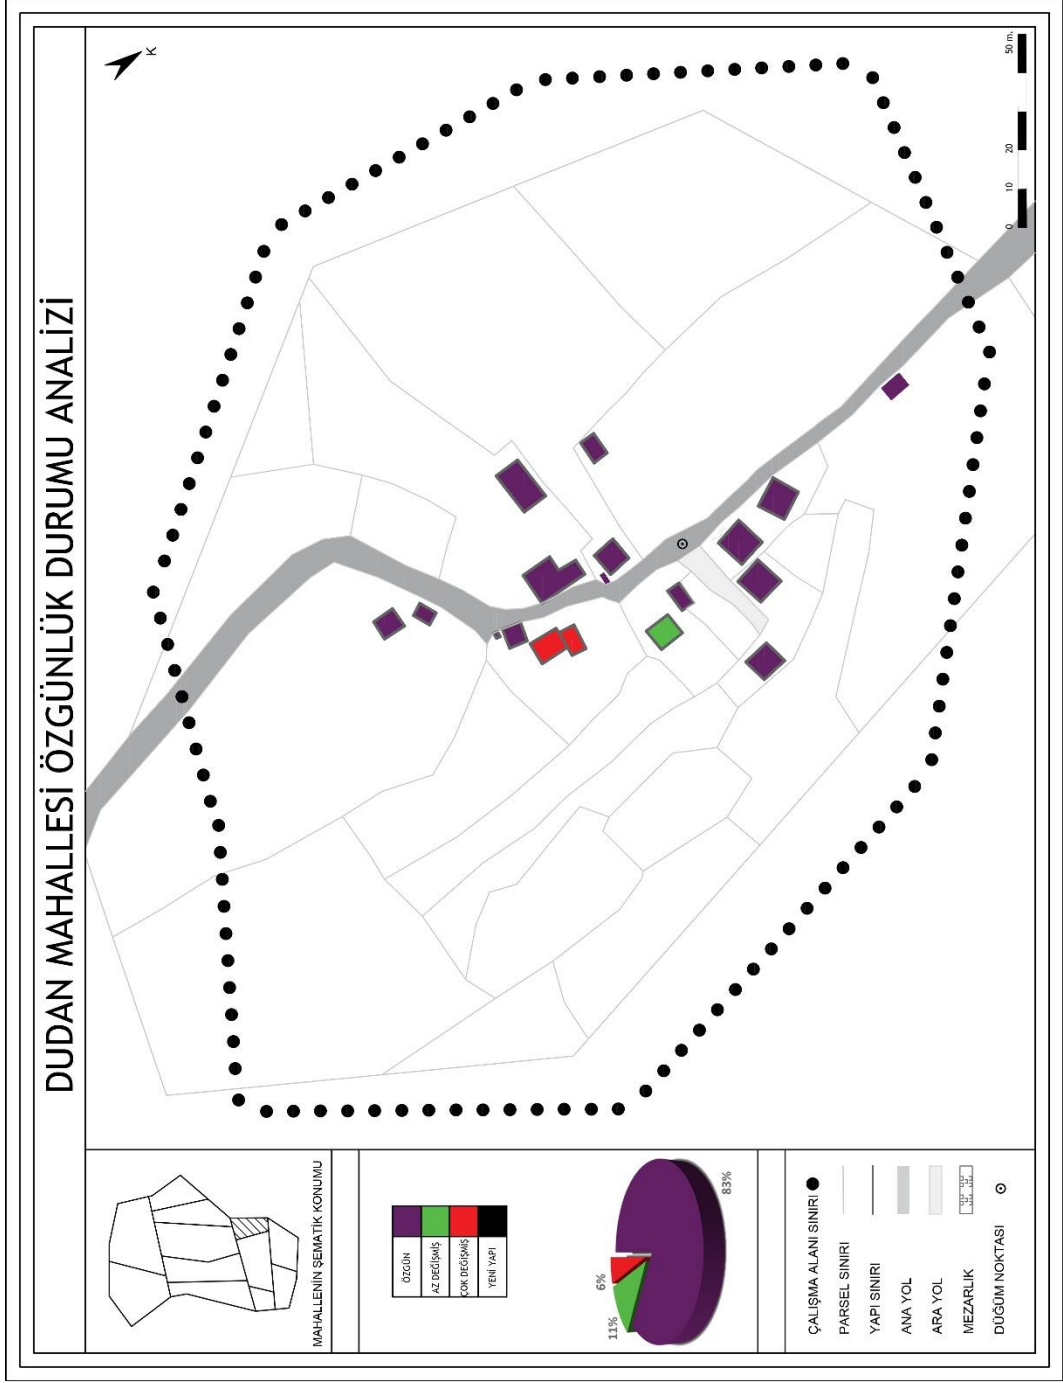 DUDAN MAHALLESİ ÖZGÜNLÜK DURUMU ANALİZİ
K
0 10 20 50 m.
MAHALLENİN ŞEMATİK KONUMU
ÖZGÜN
AZ DEĞİŞMİŞ
ÇOK DEĞİŞMİŞ
YENİ YAPI
11%
6%
83%
ÇALIŞMA ALANI SINIRI
PARSEL SINIRI
YAPI SINIRI
ANA YOL
ARA YOL
MEZARLIK
DÜĞÜM NOKTASI